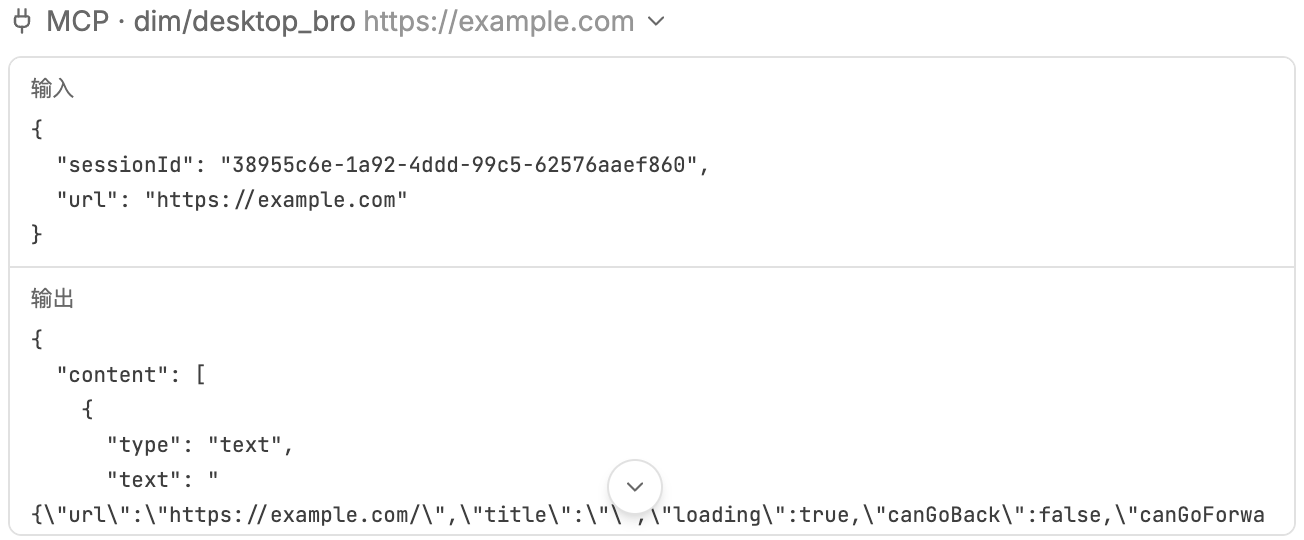 MCP · dim/desktop_bro https://example.com
输入
{
  "sessionId": "38955c6e-1a92-4ddd-99c5-62576aaef860",
  "url": "https://example.com"
}
输出
{
  "content": [
    {
      "type": "text",
      "text": "
{\"url\":\"https://example.com/\",\"title\":\"\",\"loading\":true,\"canGoBack\":false,\"canGoForwa